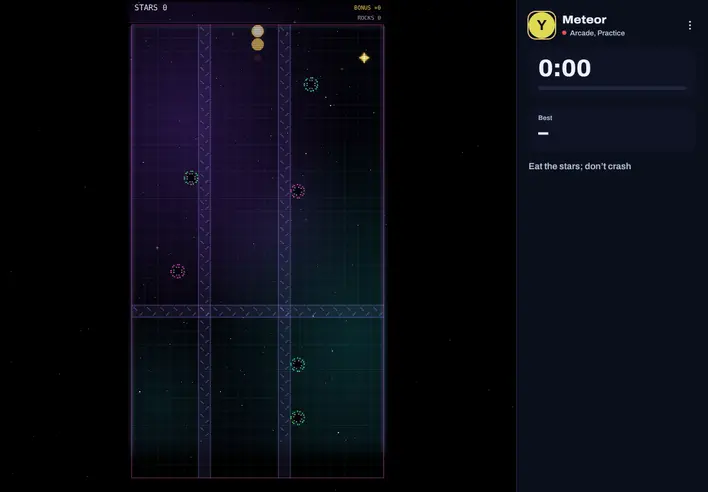 STARS 0
BONUS +0
ROCKS 0
Y
Meteor
Arcade, Practice
0:00
Best
—
Eat the stars; don't crash